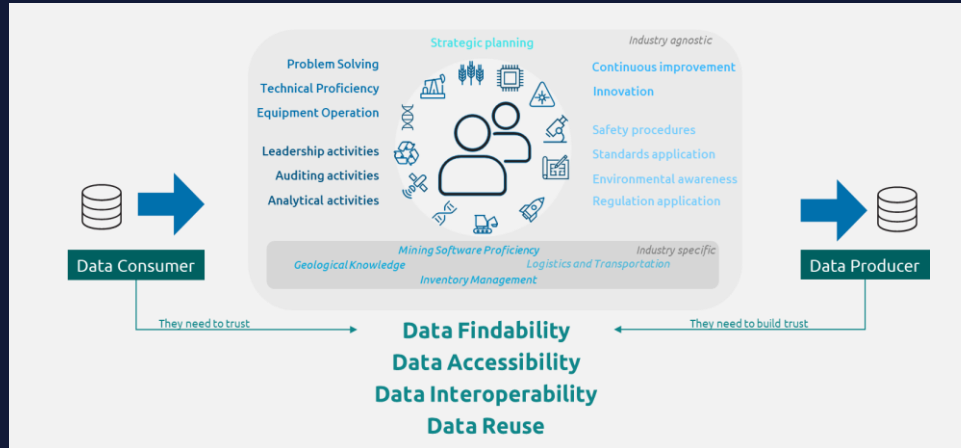 Strategic planning
Industry agnostic
Problem Solving
Technical Proficiency
Equipment Operation
Leadership activities
Auditing activities
Analytical activities
Continuous improvement
Innovation
Safety procedures
Standards application
Environmental awareness
Regulation application
Mining Software Proficiency
Industry specific
Geological Knowledge
Logistics and Transportation
Inventory Management
Data Consumer
Data Producer
They need to trust
They need to build trust
Data Findability
Data Accessibility
Data Interoperability
Data Reuse